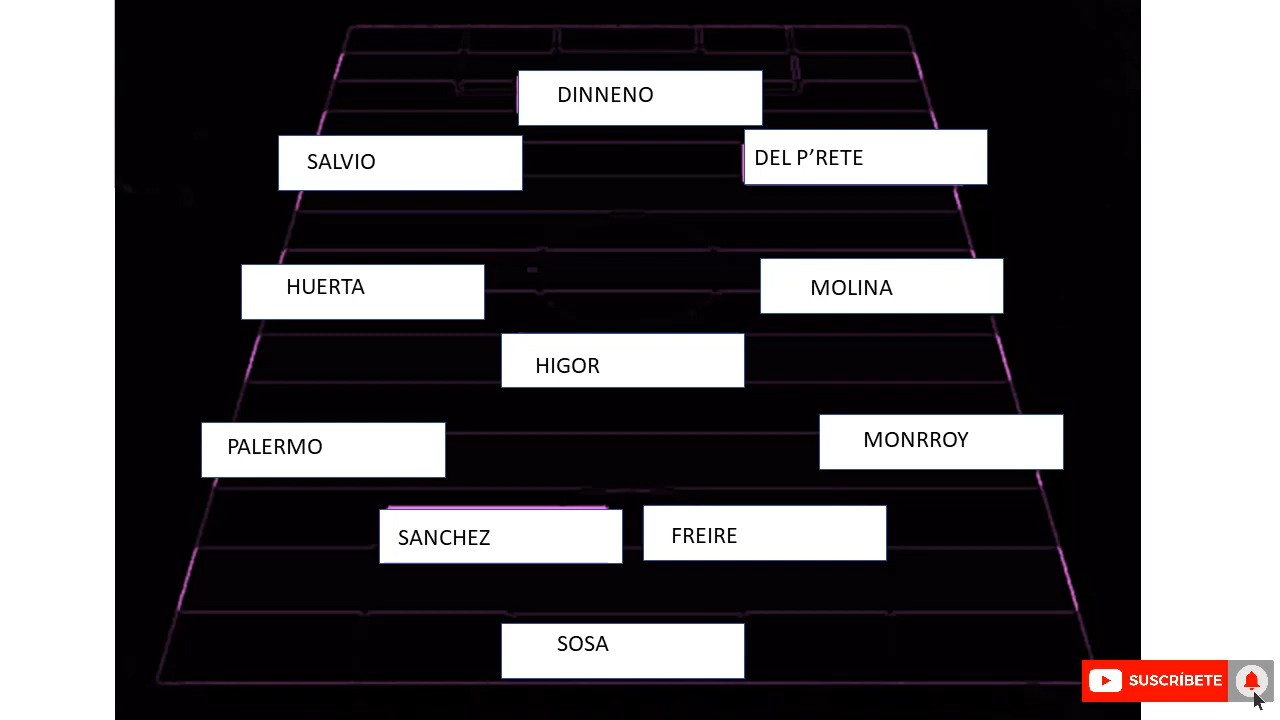 DINNENO
SALVIO
DEL P’RETE
HUERTA
MOLINA
HIGOR
PALERMO
MONRROY
SANCHEZ
FREIRE
SOSA
SUSCRÍBETE